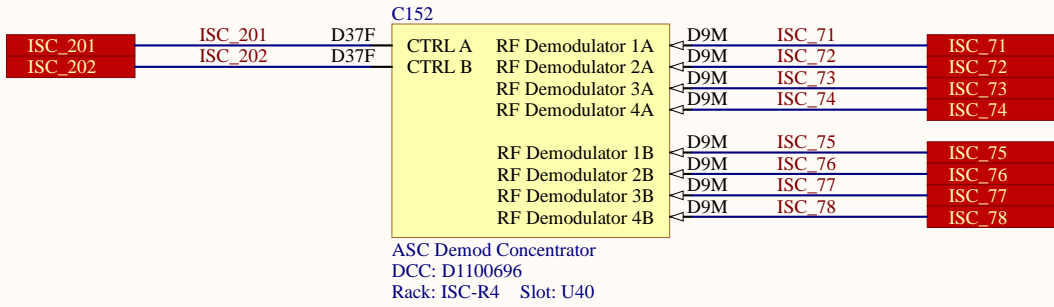 C152
ISC_201 ISC_201 D37F CTRL A RF Demodulator 1A D9M ISC_71 ISC_71
ISC_202 ISC_202 D37F CTRL B RF Demodulator 2A D9M ISC_72 ISC_72
RF Demodulator 3A D9M ISC_73 ISC_73
RF Demodulator 4A D9M ISC_74 ISC_74
RF Demodulator 1B D9M ISC_75 ISC_75
RF Demodulator 2B D9M ISC_76 ISC_76
RF Demodulator 3B D9M ISC_77 ISC_77
RF Demodulator 4B D9M ISC_78 ISC_78
ASC Demod Concentrator
DCC: D1100696
Rack: ISC-R4 Slot: U40